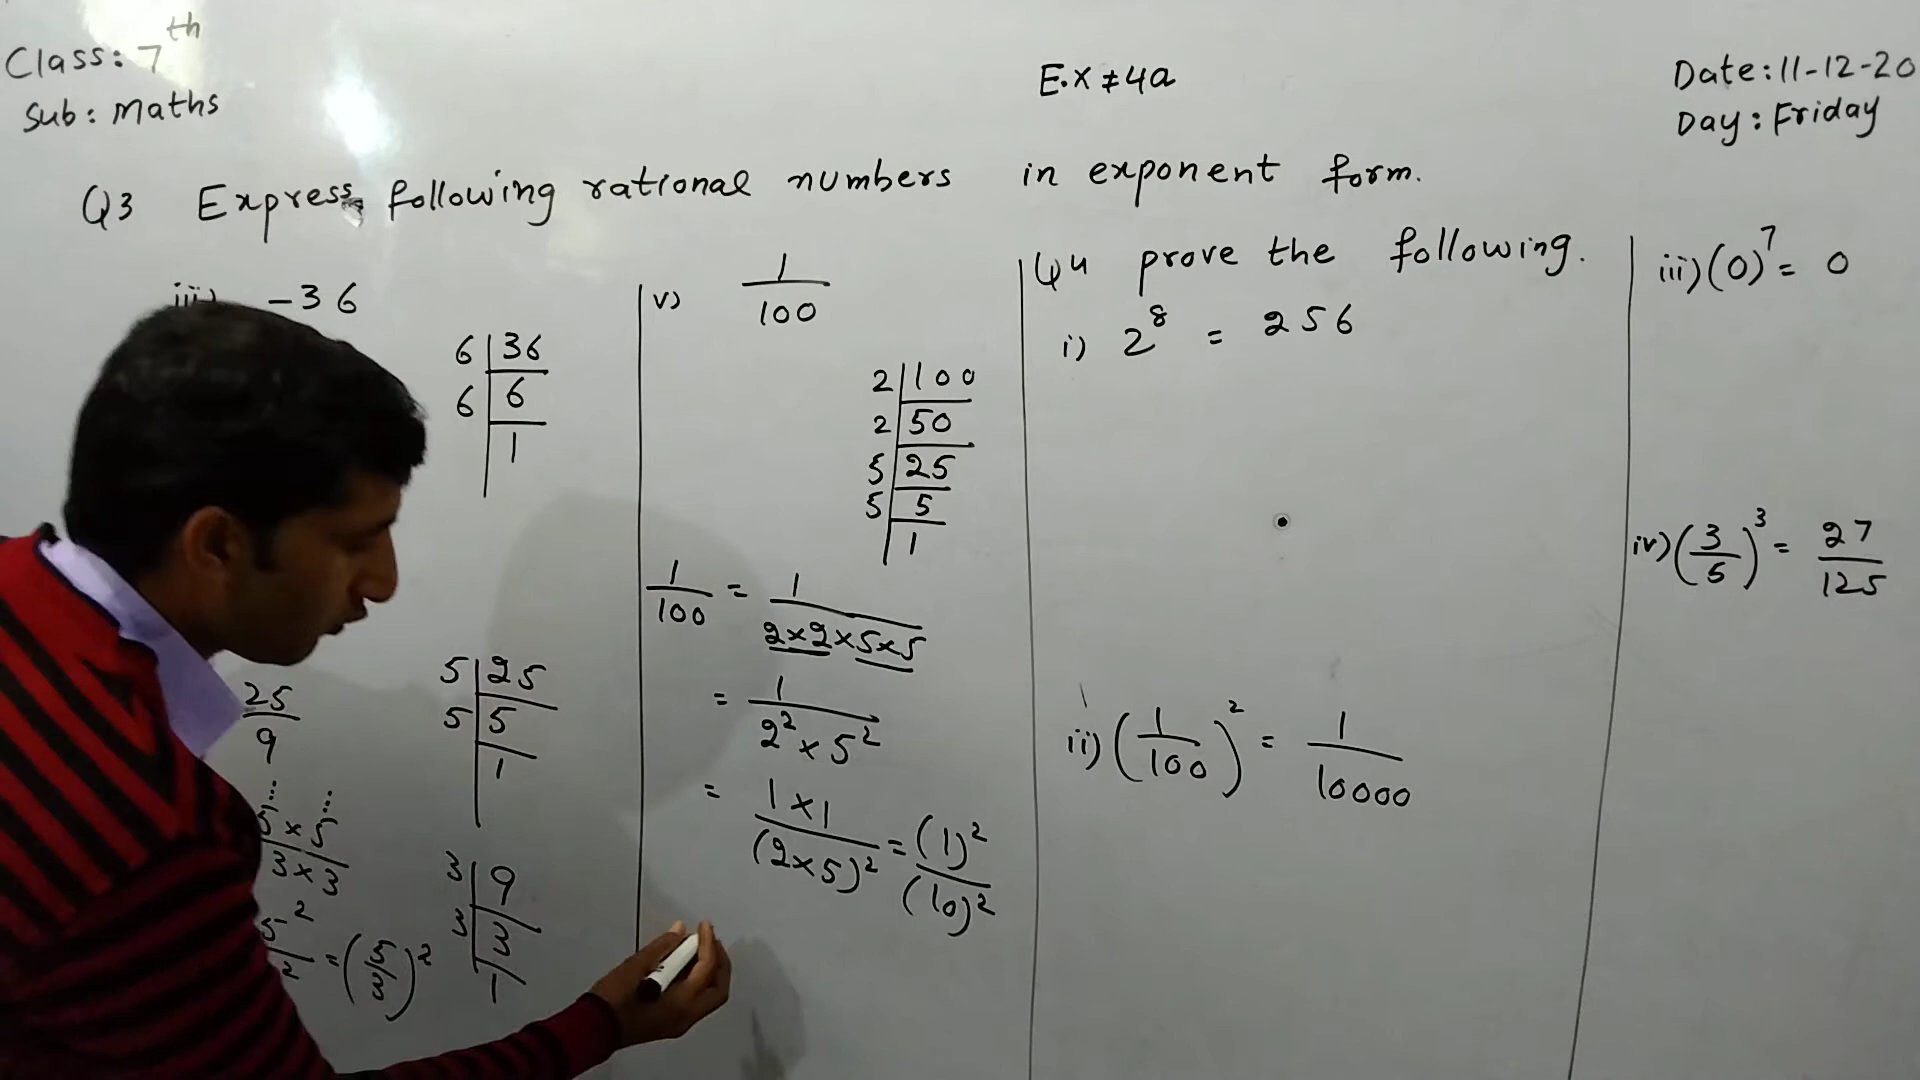 Class: 7th
Sub: Maths
E.x ≠ 4a
Date: 11-12-20
Day: Friday
Q3 Express following rational numbers in exponent form.
iii) -36
6 | 36
6 | 6
1
25/9
5 | 25
5 | 5
1
5 × 5 / 3 × 3
= (5/3)²
3 | 9
3 | 3
1
v) 1/100
2 | 100
2 | 50
5 | 25
5 | 5
1
1/100 = 1/2×2×5×5
= 1/2² × 5²
= 1×1/(2×5)² = (1)²/(10)²
Q4 prove the following.
i) 2⁸ = 256
ii) (1/100)² = 1/10000
iii) (0)⁷ = 0
iv) (3/5)³ = 27/125